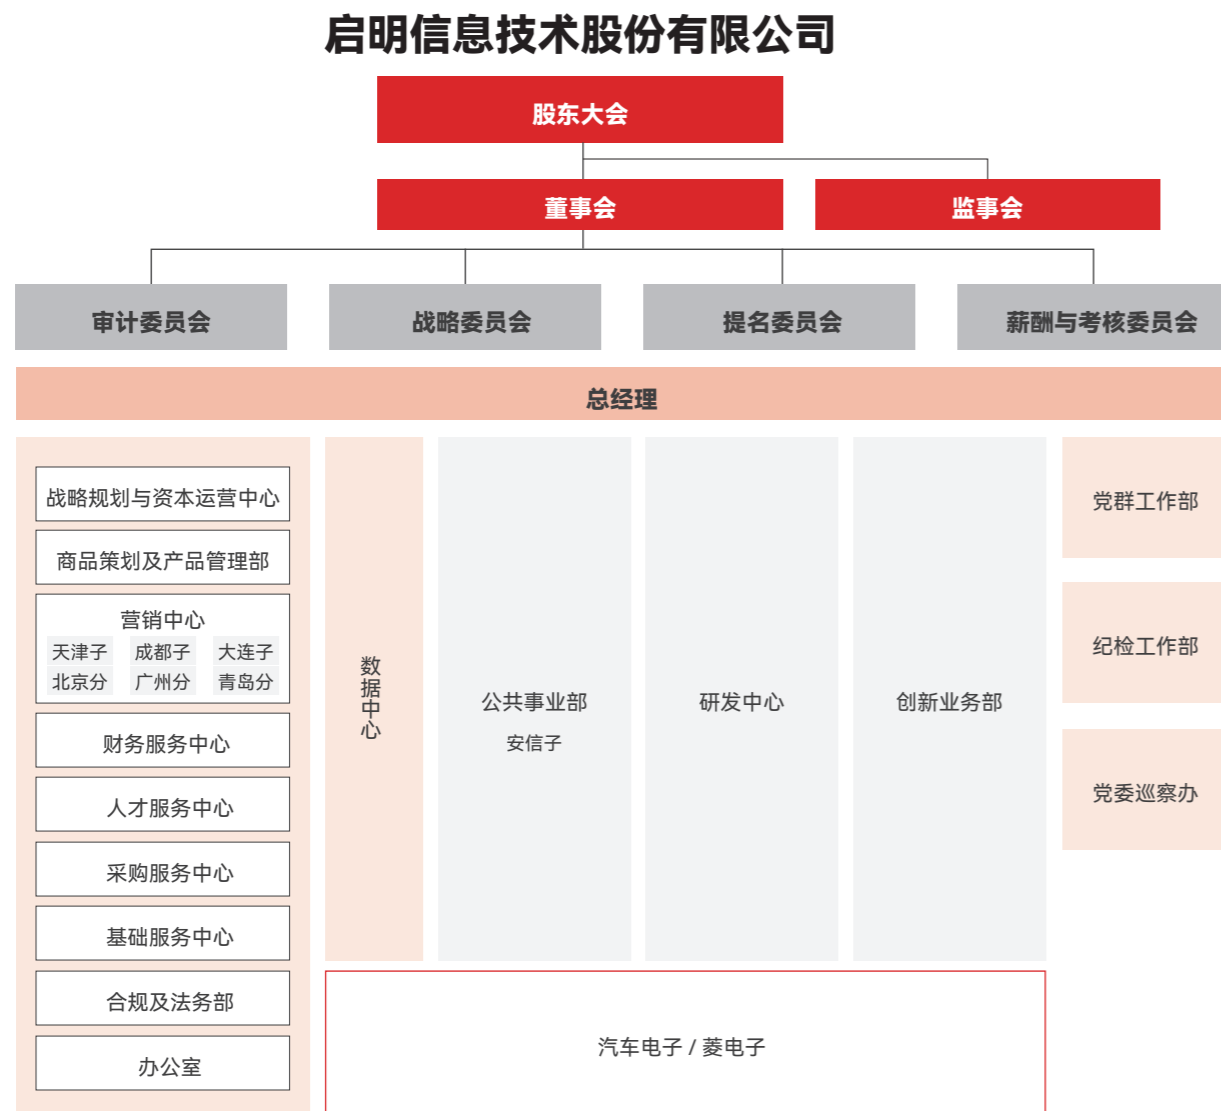 启明信息技术股份有限公司
股东大会
董事会
监事会
审计委员会
战略委员会
提名委员会
薪酬与考核委员会
总经理
战略规划与资本运营中心
商品策划及产品管理部
营销中心
天津子 成都子 大连子
北京分 广州分 青岛分
财务服务中心
人才服务中心
采购服务中心
基础服务中心
合规及法务部
办公室
数据中心
公共事业部
安信子
研发中心
创新业务部
汽车电子 / 菱电子
党群工作部
纪检工作部
党委巡察办